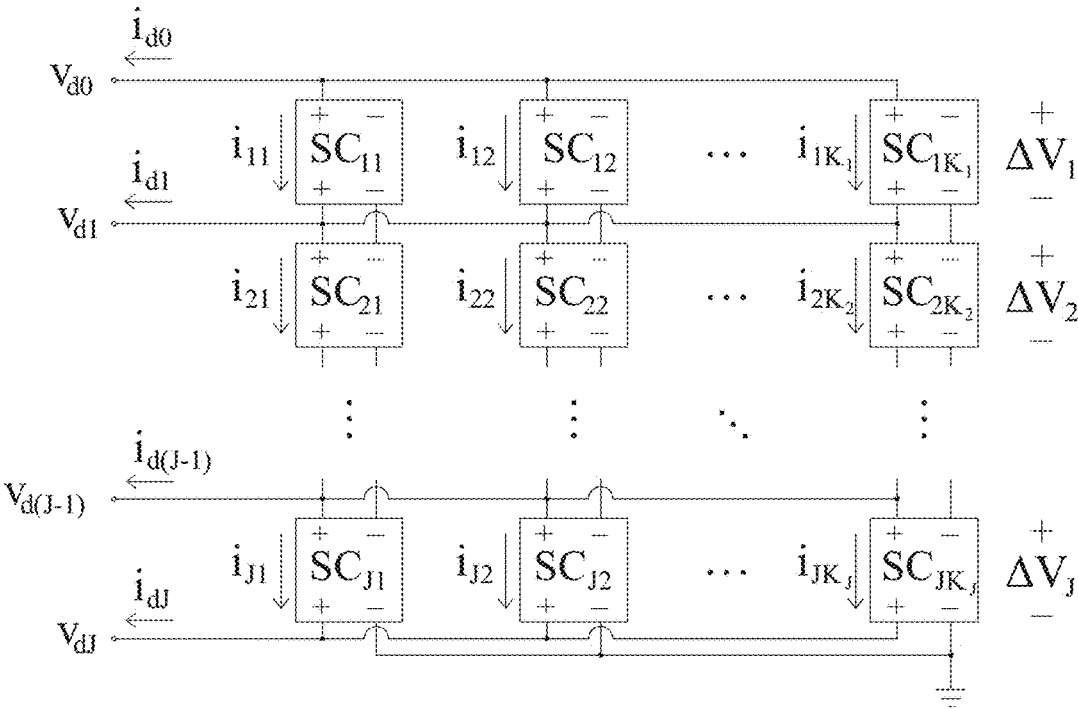 i_d0
v_d0
+ − + − + − +
i_11 SC_11 i_12 SC_12 ... i_1K_1 SC_1K_1 ΔV_1
i_d1
+ − + − + − −
v_d1
+ − + − + − +
i_21 SC_21 i_22 SC_22 ... i_2K_2 SC_2K_2 ΔV_2
+ − + − + − −
i_d(J-1)
v_d(J-1)
+ − + − + − +
i_J1 SC_J1 i_J2 SC_J2 ... i_JK_J SC_JK_J ΔV_J
i_dJ
+ − + − + − −
v_dJ